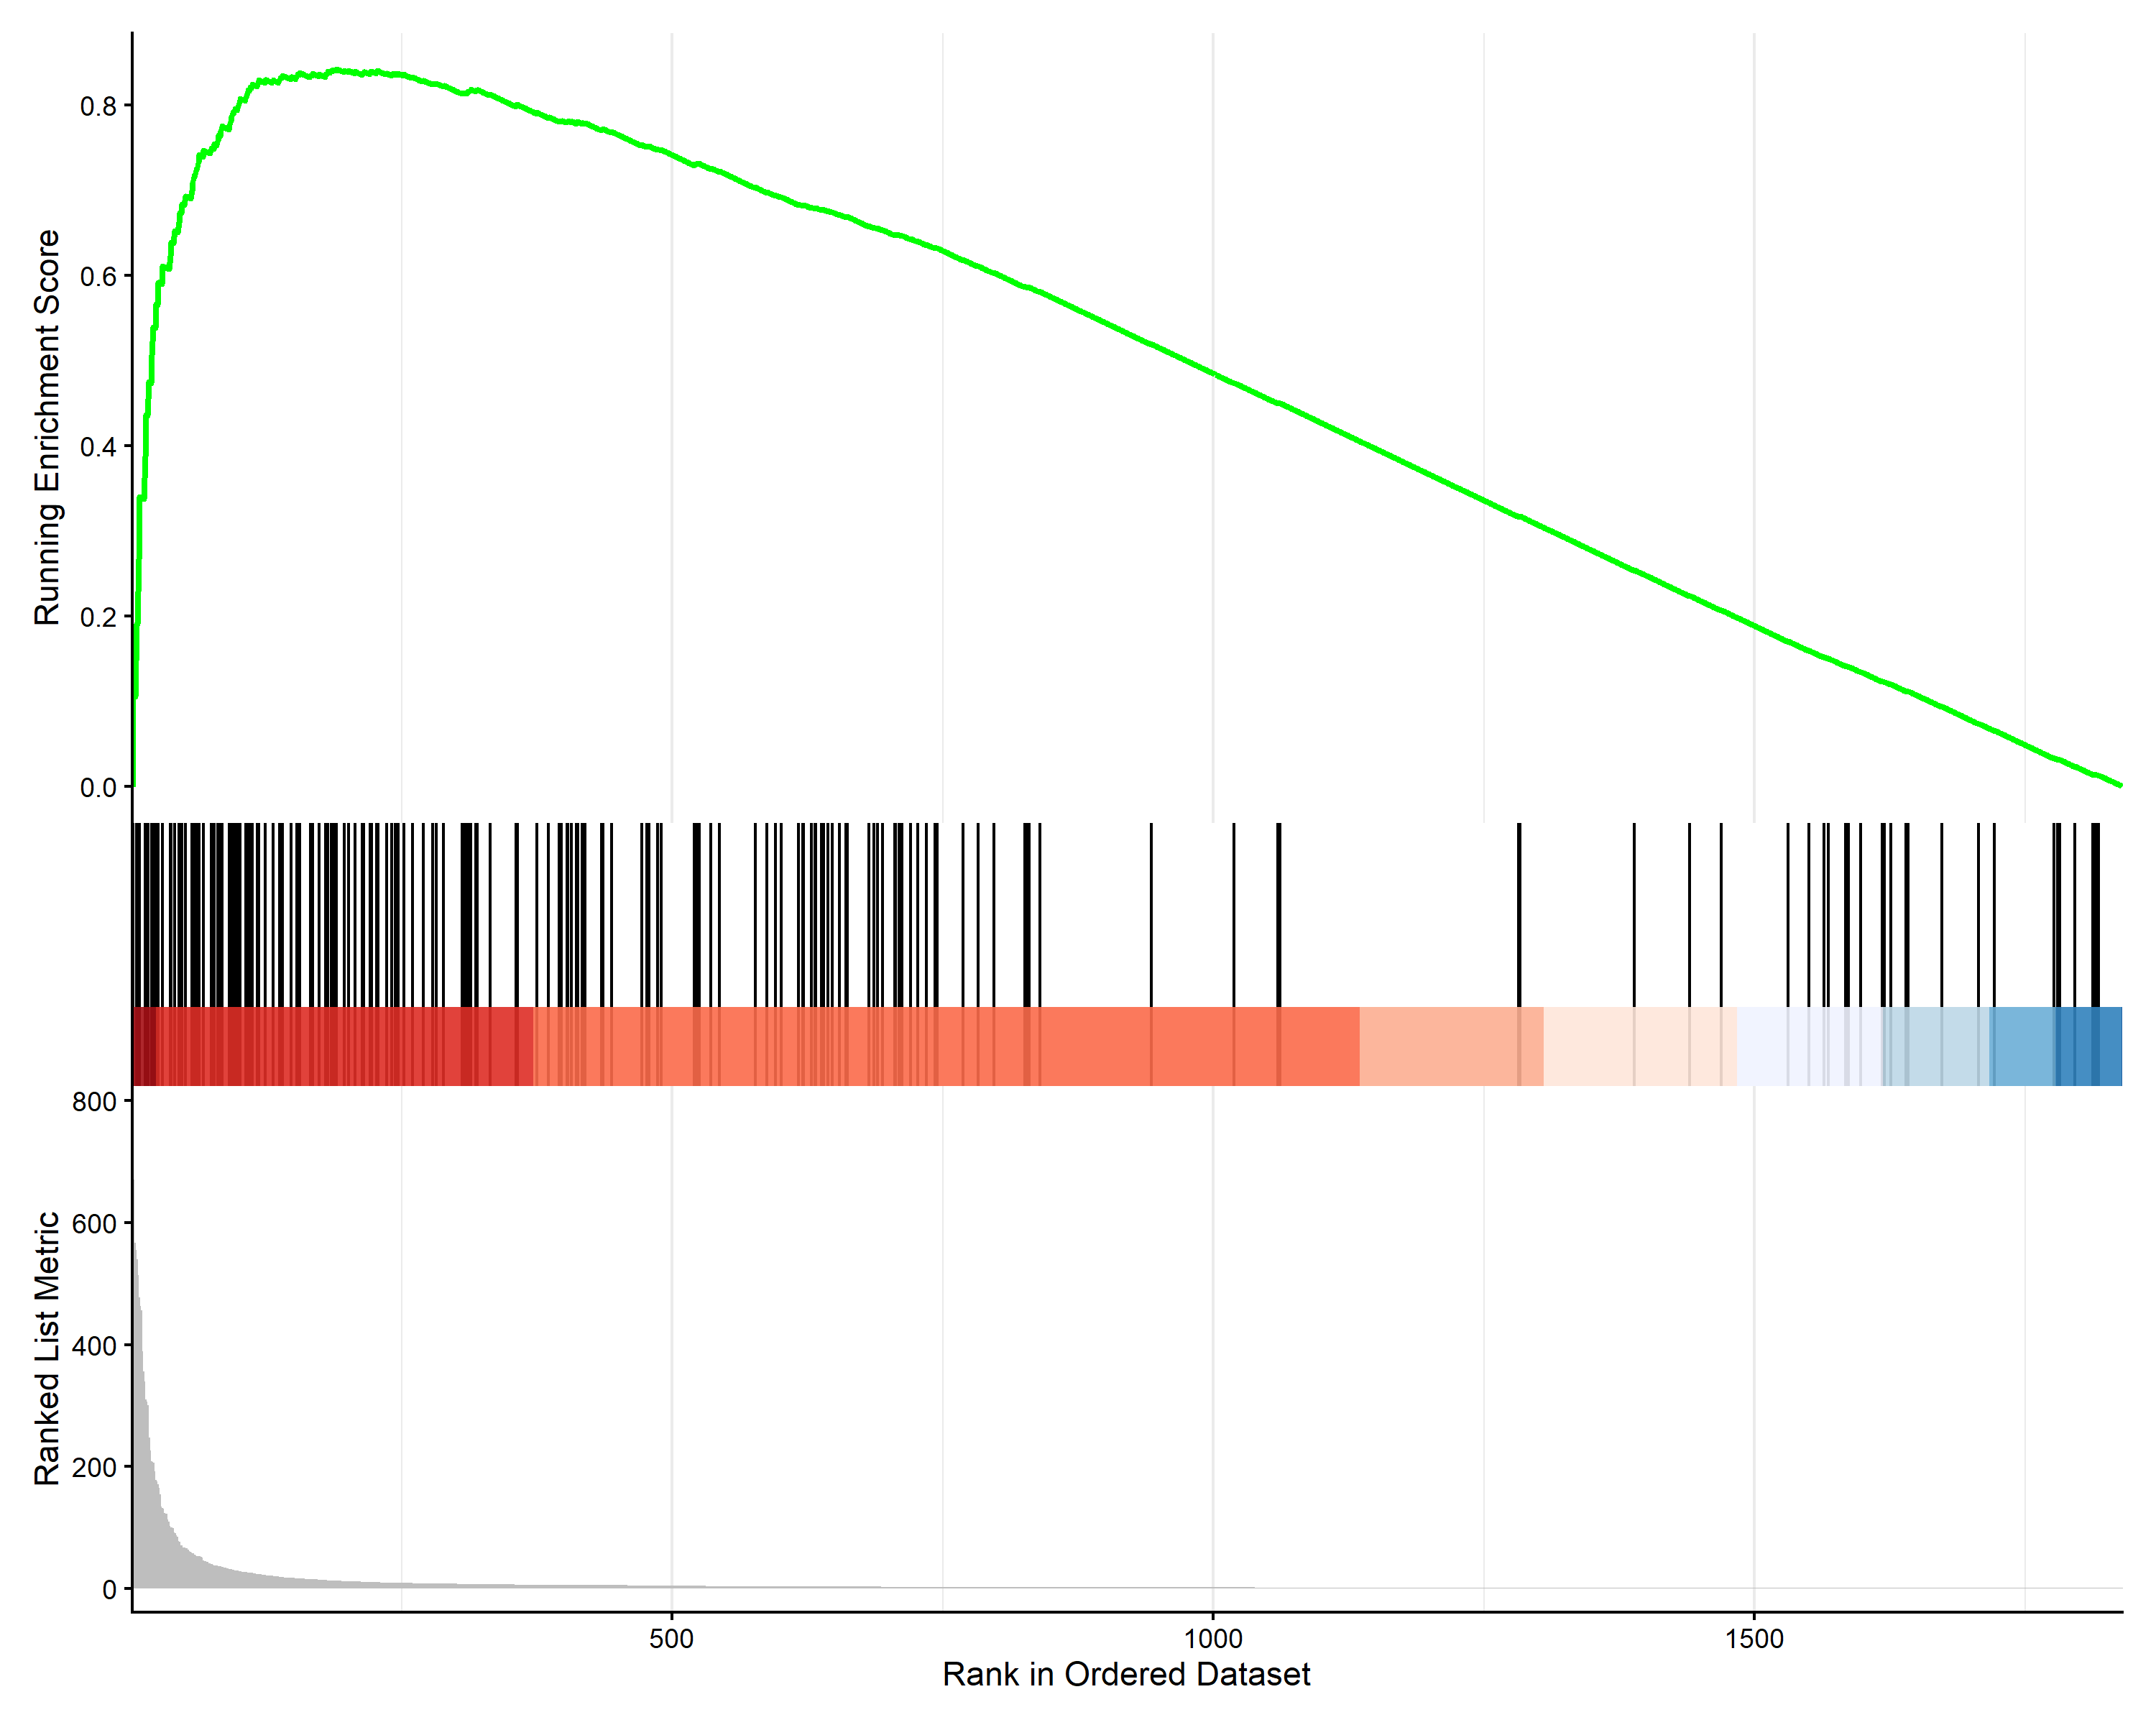 Running Enrichment Score
0.8
0.6
0.4
0.2
0.0
Ranked List Metric
800
600
400
200
0
500 1000 1500
Rank in Ordered Dataset